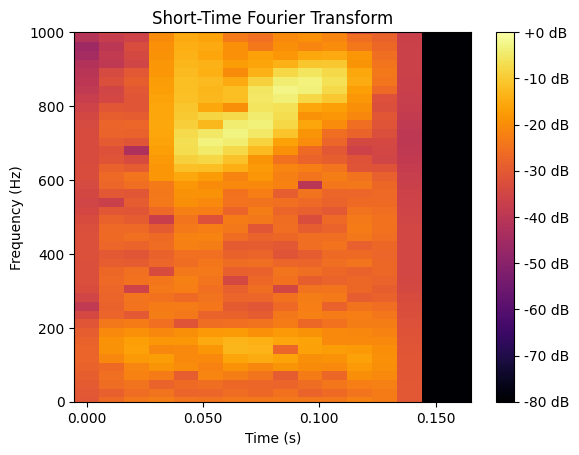 Short-Time Fourier Transform
1000
800
600
400
200
0
Frequency (Hz)
0.000
0.050
0.100
0.150
Time (s)
+0 dB
-10 dB
-20 dB
-30 dB
-40 dB
-50 dB
-60 dB
-70 dB
-80 dB